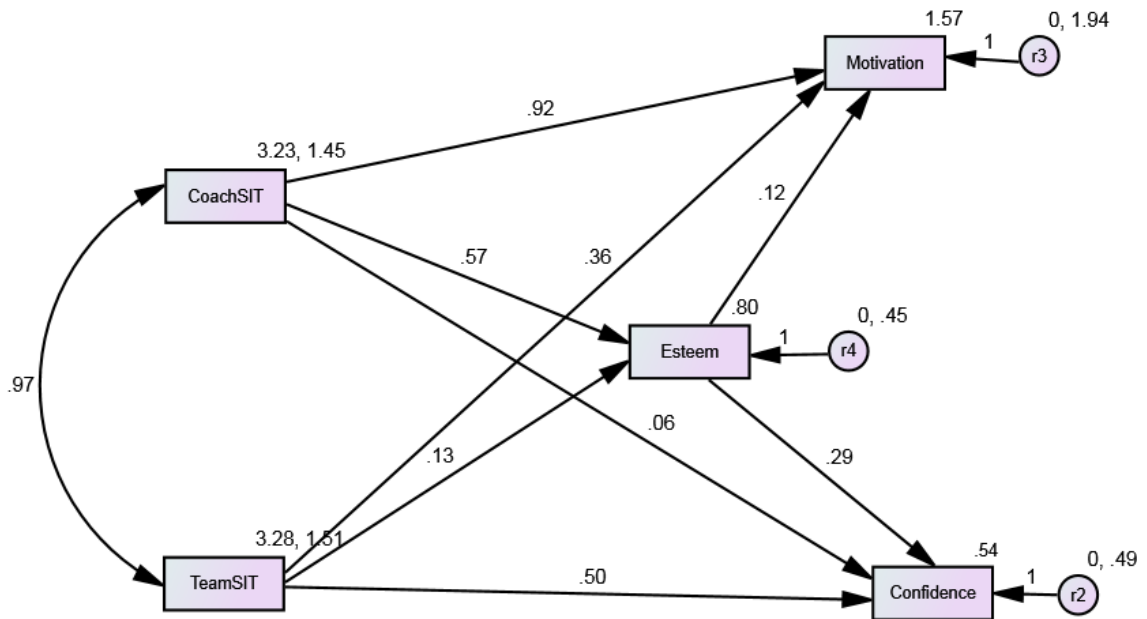 1.57
0, 1.94
Motivation
1
r3
.92
3.23, 1.45
CoachSIT
.12
.57
.36
.80
0, .45
Esteem
1
r4
.97
.06
.13
.29
3.28, 1.51
.54
0, .49
TeamSIT
.50
Confidence
1
r2